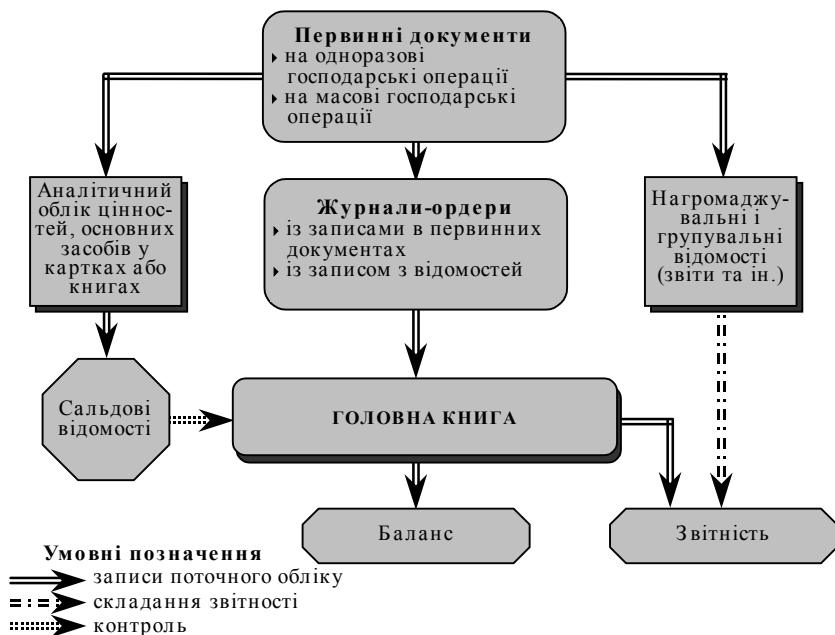 Первинні документи
на одноразові
господарські операції
на масові господарські
операції
Аналітичний
облік ціннос-
тей, основних
засобів у
картках або
книгах
Журнали-ордери
із записами в первинних
документах
із записом з відомостей
Нагромаджу-
вальні і
групувальні
відомості
(звіти та ін.)
Сальдові
відомості
ГОЛОВНА КНИГА
Баланс
Звітність
Умовні позначення
записи поточного обліку
складання звітності
контроль